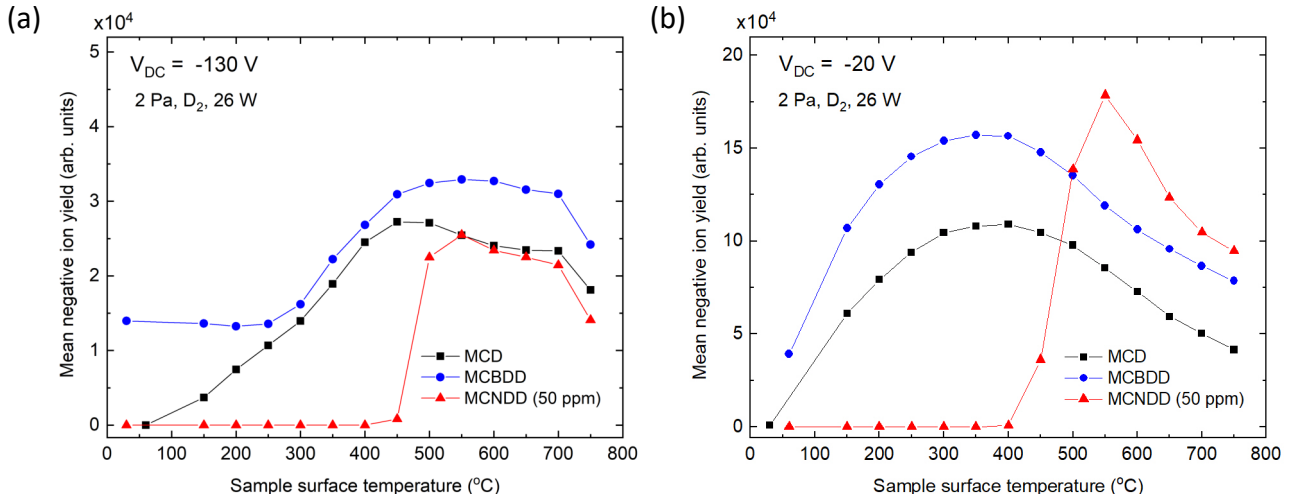 (a)
x10⁴
V_DC = -130 V
2 Pa, D₂, 26 W
Mean negative ion yield (arb. units)
5
4
3
2
1
0
MCD
MCBDD
MCNDD (50 ppm)
0 100 200 300 400 500 600 700 800
Sample surface temperature (°C)
(b)
x10⁴
V_DC = -20 V
2 Pa, D₂, 26 W
Mean negative ion yield (arb. units)
20
15
10
5
0
MCD
MCBDD
MCNDD (50 ppm)
0 100 200 300 400 500 600 700 800
Sample surface temperature (°C)